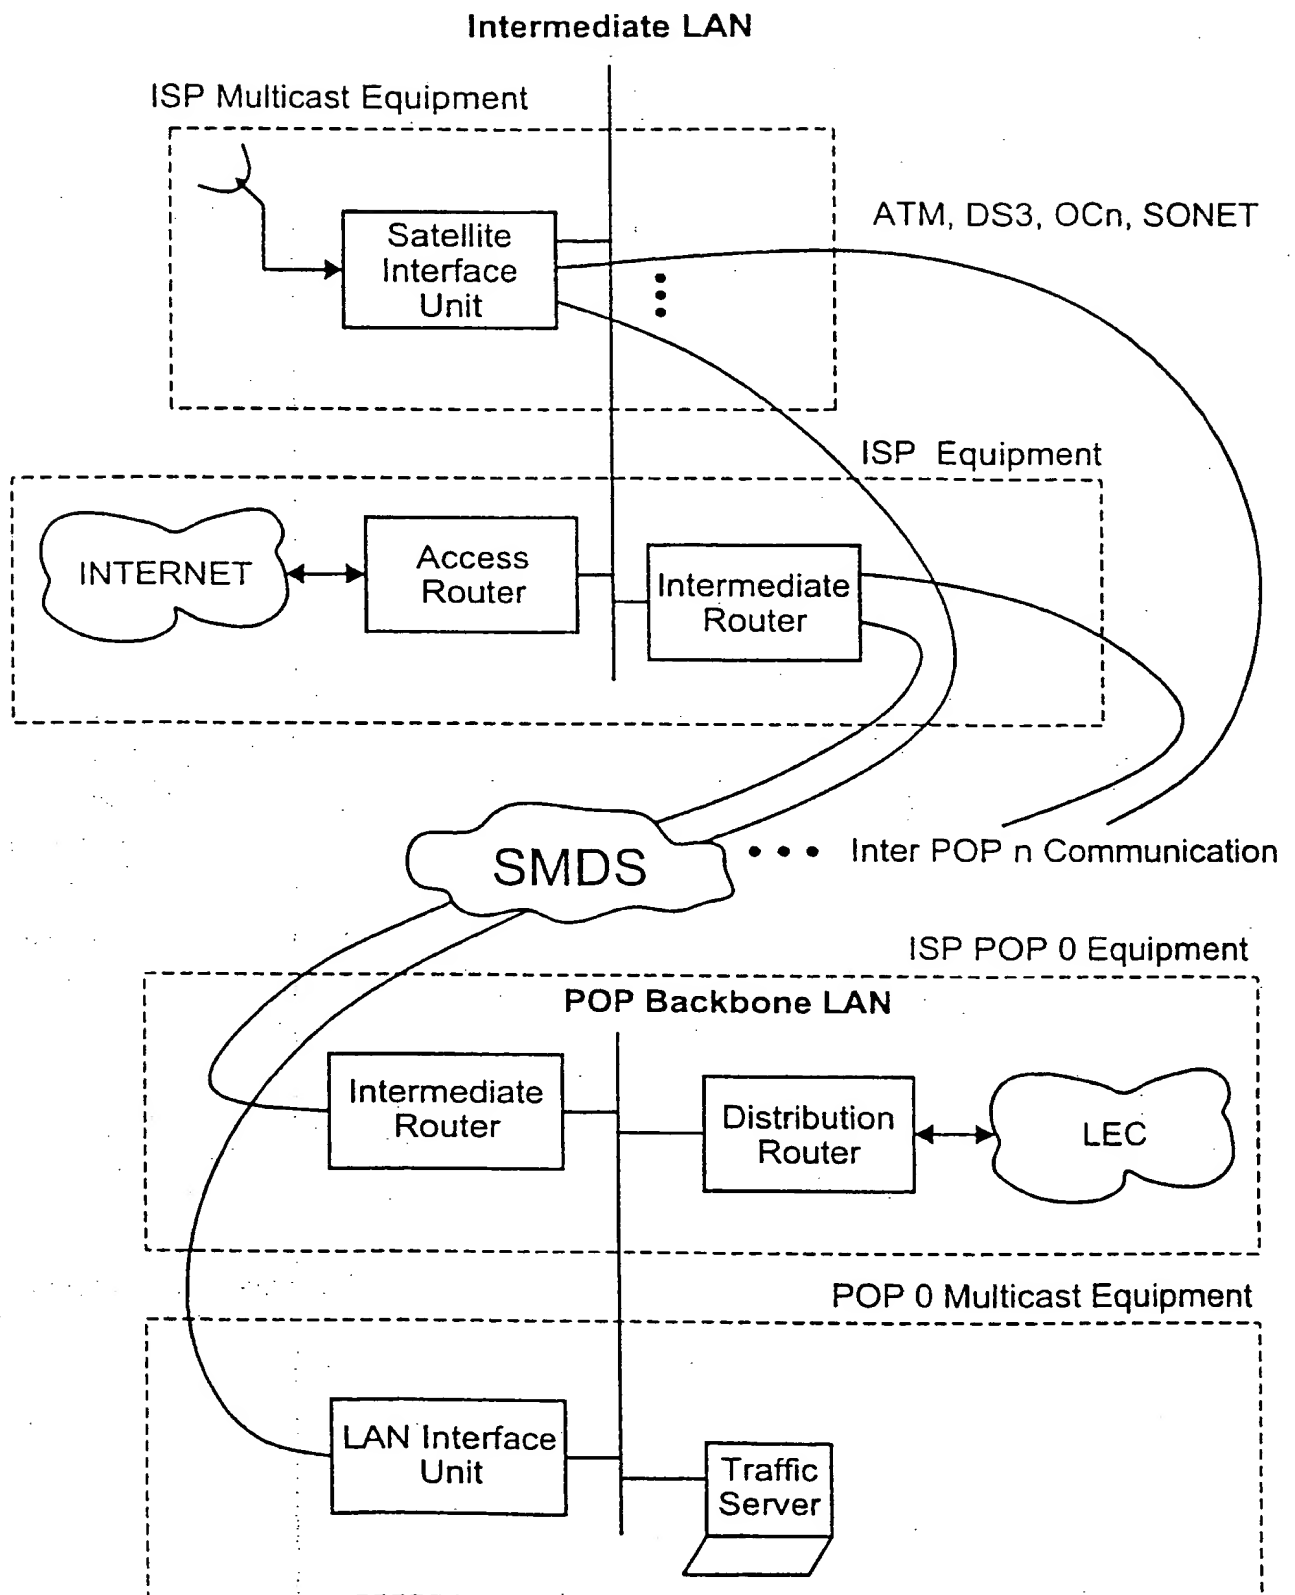 Intermediate LAN
ISP Multicast Equipment
ATM, DS3, OCn, SONET
Satellite
Interface
Unit
ISP Equipment
INTERNET
Access
Router
Intermediate
Router
SMDS
Inter POP n Communication
ISP POP 0 Equipment
POP Backbone LAN
Intermediate
Router
Distribution
Router
LEC
POP 0 Multicast Equipment
LAN Interface
Unit
Traffic
Server